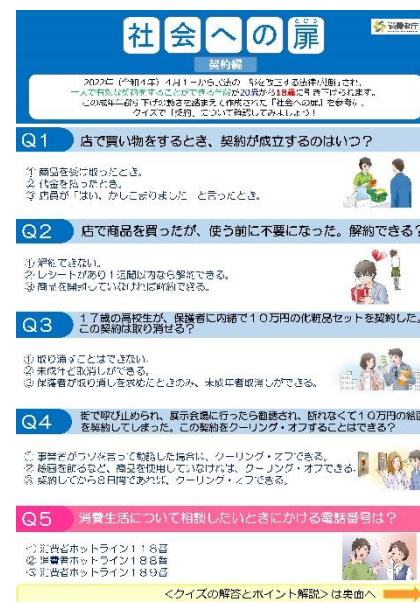 社会への扉
とびら
消費者庁
契約編
2022年（令和4年）4月1日から民法の一部を改正する法律が施行され、
一人で有効な契約をすることができる年齢が20歳から18歳に引き下げられます。
この成年年齢引下げの動きを踏まえて作成された「社会への扉」を参考に、
クイズで「契約」について確認してみましょう！
Q1 店で買い物をするとき、契約が成立するのはいつ？
① 商品を受け取ったとき。
② 代金を払ったとき。
③ 店員が「はい、かしこまりました」と言ったとき。
Q2 店で商品を買ったが、使う前に不要になった。解約できる？
① 解約できない。
② レシートがあり1週間以内なら解約できる。
③ 商品を開封していなければ解約できる。
Q3 17歳の高校生が、保護者に内緒で10万円の化粧品セットを契約した。
この契約は取り消せる？
① 取り消すことはできない。
② 未成年者取消しができる。
③ 保護者が取り消しを求めたときのみ、未成年者取消しができる。
Q4 街で呼び止められ、展示会場に行ったら勧誘され、断れなくて10万円の絵画
を契約してしまった。この契約をクーリング・オフすることはできる？
① 事業者がウソを言って勧誘した場合は、クーリング・オフできる。
② 絵画を飾るなど、商品を使用していなければ、クーリング・オフできる。
③ 契約してから8日間であれば、クーリング・オフできる。
Q5 消費生活について相談したいときにかける電話番号は？
① 消費者ホットライン118番
② 消費者ホットライン188番
③ 消費者ホットライン189番
<クイズの解答とポイント解説>は裏面へ